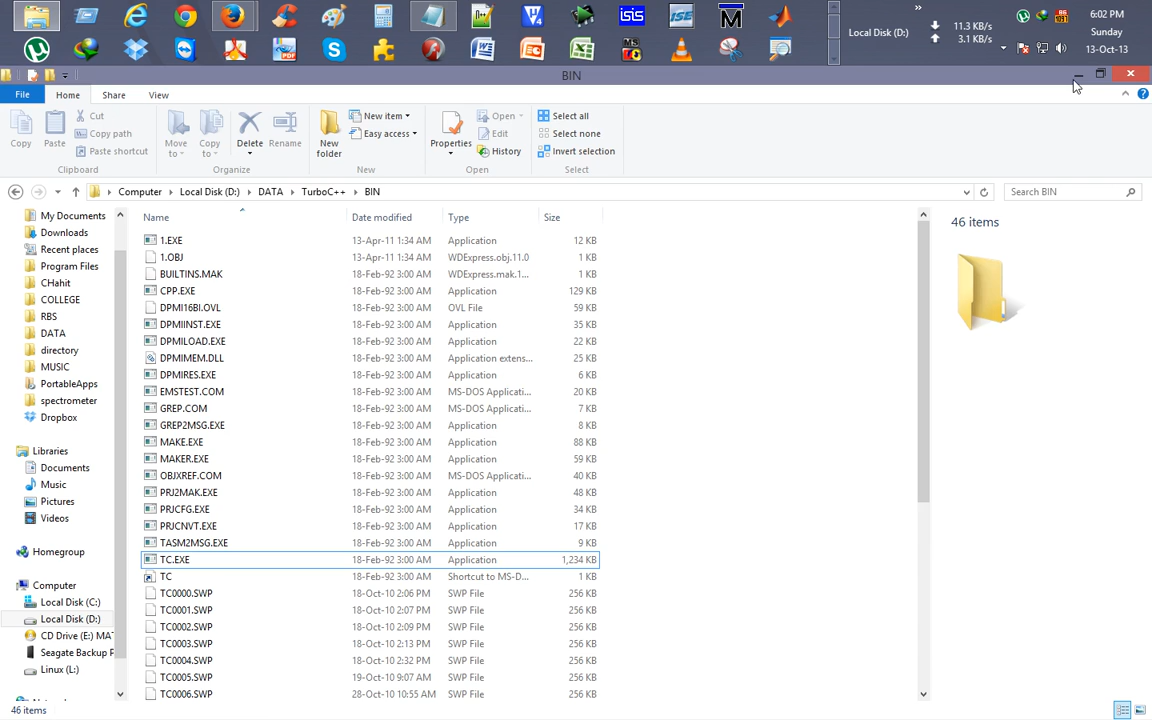 isis
ISE
M
MS
Local Disk (D:)
»
11.3 KB/s
3.1 KB/s
6:02 PM
Sunday
13-Oct-13
BIN
File Home Share View
Copy
Paste
Cut
Copy path
Paste shortcut
Clipboard
Move to
Copy to
Delete
Rename
Organize
New folder
New item
Easy access
New
Properties
Open
Edit
History
Open
Select all
Select none
Invert selection
Select
Computer Local Disk (D:) DATA TurboC++ BIN
Search BIN
My Documents
Downloads
Recent places
Program Files
CHahit
COLLEGE
RBS
DATA
directory
MUSIC
PortableApps
spectrometer
Dropbox
Libraries
Documents
Music
Pictures
Videos
Homegroup
Computer
Local Disk (C:)
Local Disk (D:)
CD Drive (E:) MA
Seagate Backup
Linux (L:)
Name Date modified Type Size
1.EXE 13-Apr-11 1:34 AM Application 12 KB
1.OBJ 13-Apr-11 1:34 AM WDExpress.obj.11.0 1 KB
BUILTINS.MAK 18-Feb-92 3:00 AM WDExpress.mak.1... 1 KB
CPP.EXE 18-Feb-92 3:00 AM Application 129 KB
DPMI16BI.OVL 18-Feb-92 3:00 AM OVL File 59 KB
DPMIINST.EXE 18-Feb-92 3:00 AM Application 35 KB
DPMILOAD.EXE 18-Feb-92 3:00 AM Application 22 KB
DPMIMEM.DLL 18-Feb-92 3:00 AM Application extens... 25 KB
DPMIRES.EXE 18-Feb-92 3:00 AM Application 6 KB
EMSTEST.COM 18-Feb-92 3:00 AM MS-DOS Applicati... 20 KB
GREP.COM 18-Feb-92 3:00 AM MS-DOS Applicati... 7 KB
GREP2MSG.EXE 18-Feb-92 3:00 AM Application 8 KB
MAKE.EXE 18-Feb-92 3:00 AM Application 88 KB
MAKER.EXE 18-Feb-92 3:00 AM Application 59 KB
OBJXREF.COM 18-Feb-92 3:00 AM MS-DOS Applicati... 40 KB
PRJ2MAK.EXE 18-Feb-92 3:00 AM Application 48 KB
PRJCFG.EXE 18-Feb-92 3:00 AM Application 34 KB
PRJCNVT.EXE 18-Feb-92 3:00 AM Application 17 KB
TASM2MSG.EXE 18-Feb-92 3:00 AM Application 9 KB
TC.EXE 18-Feb-92 3:00 AM Application 1,234 KB
TC 18-Feb-92 3:00 AM Shortcut to MS-D... 1 KB
TC0000.SWP 18-Oct-10 2:06 PM SWP File 256 KB
TC0001.SWP 18-Oct-10 2:07 PM SWP File 256 KB
TC0002.SWP 18-Oct-10 2:09 PM SWP File 256 KB
TC0003.SWP 18-Oct-10 2:13 PM SWP File 256 KB
TC0004.SWP 18-Oct-10 2:32 PM SWP File 256 KB
TC0005.SWP 19-Oct-10 9:07 AM SWP File 256 KB
TC0006.SWP 28-Oct-10 10:55 AM SWP File 256 KB
46 items
46 items